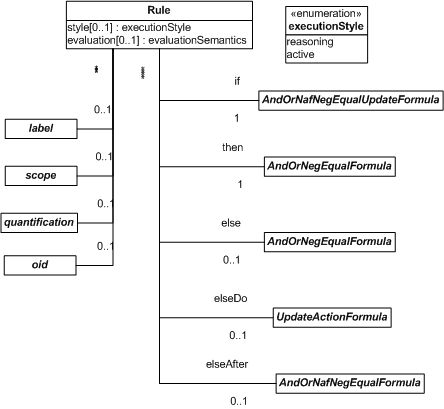 Rule
style[0..1] : executionStyle
evaluation[0..1] : evaluationSemantics
«enumeration»
executionStyle
reasoning
active
if
AndOrNafNegEqualUpdateFormula
1
0..1
label
then
AndOrNegEqualFormula
1
0..1
scope
0..1
quantification
else
AndOrNegEqualFormula
0..1
0..1
oid
elseDo
UpdateActionFormula
0..1
elseAfter
AndOrNafNegEqualFormula
0..1